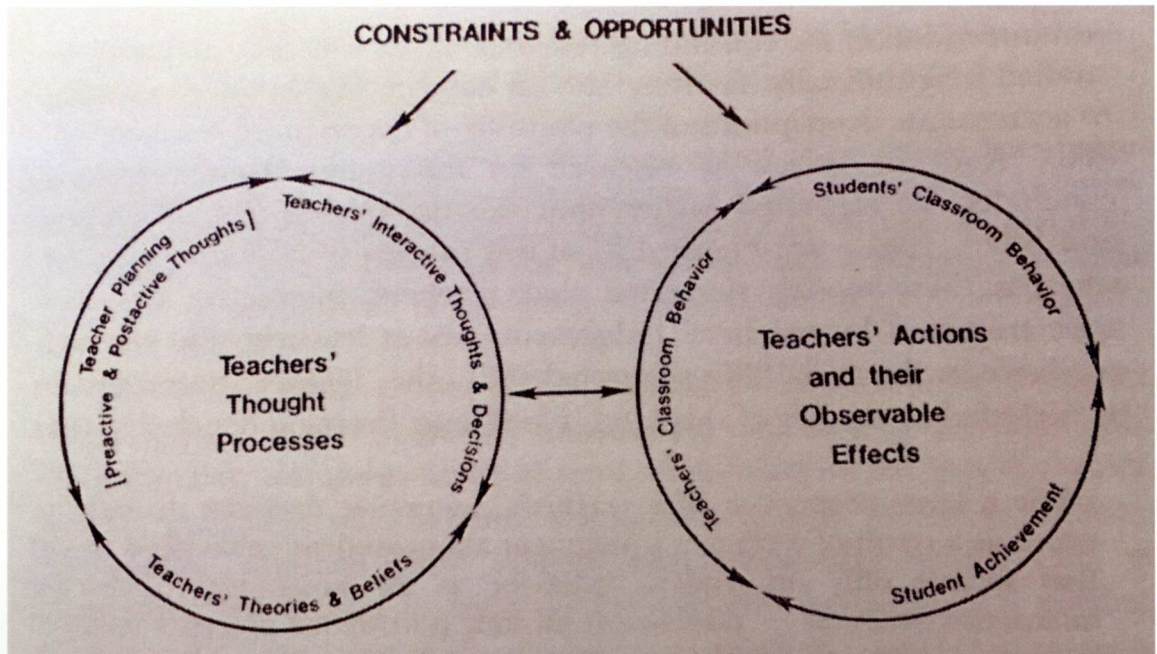 CONSTRAINTS & OPPORTUNITIES
Teacher Planning
[Preactive & Postactive Thoughts]
Teachers' Interactive Thoughts & Decisions
Teachers' Theories & Beliefs
Teachers'
Thought
Processes
Students' Classroom Behavior
Teachers' Classroom Behavior
Student Achievement
Teachers' Actions
and their
Observable
Effects